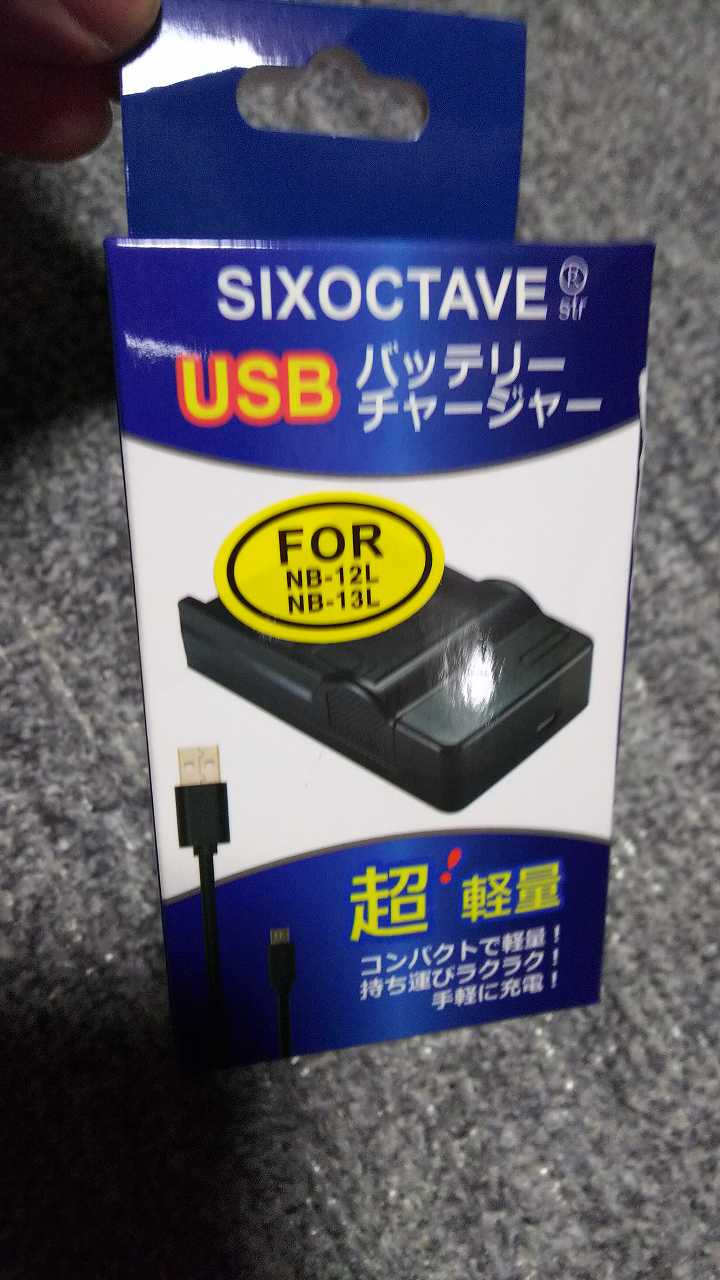 SIXOCTAVE ®
str
USB バッテリー
チャージャー
FOR
NB-12L
NB-13L
超!軽量
コンパクトで軽量!
持ち運びラクラク!
手軽に充電!